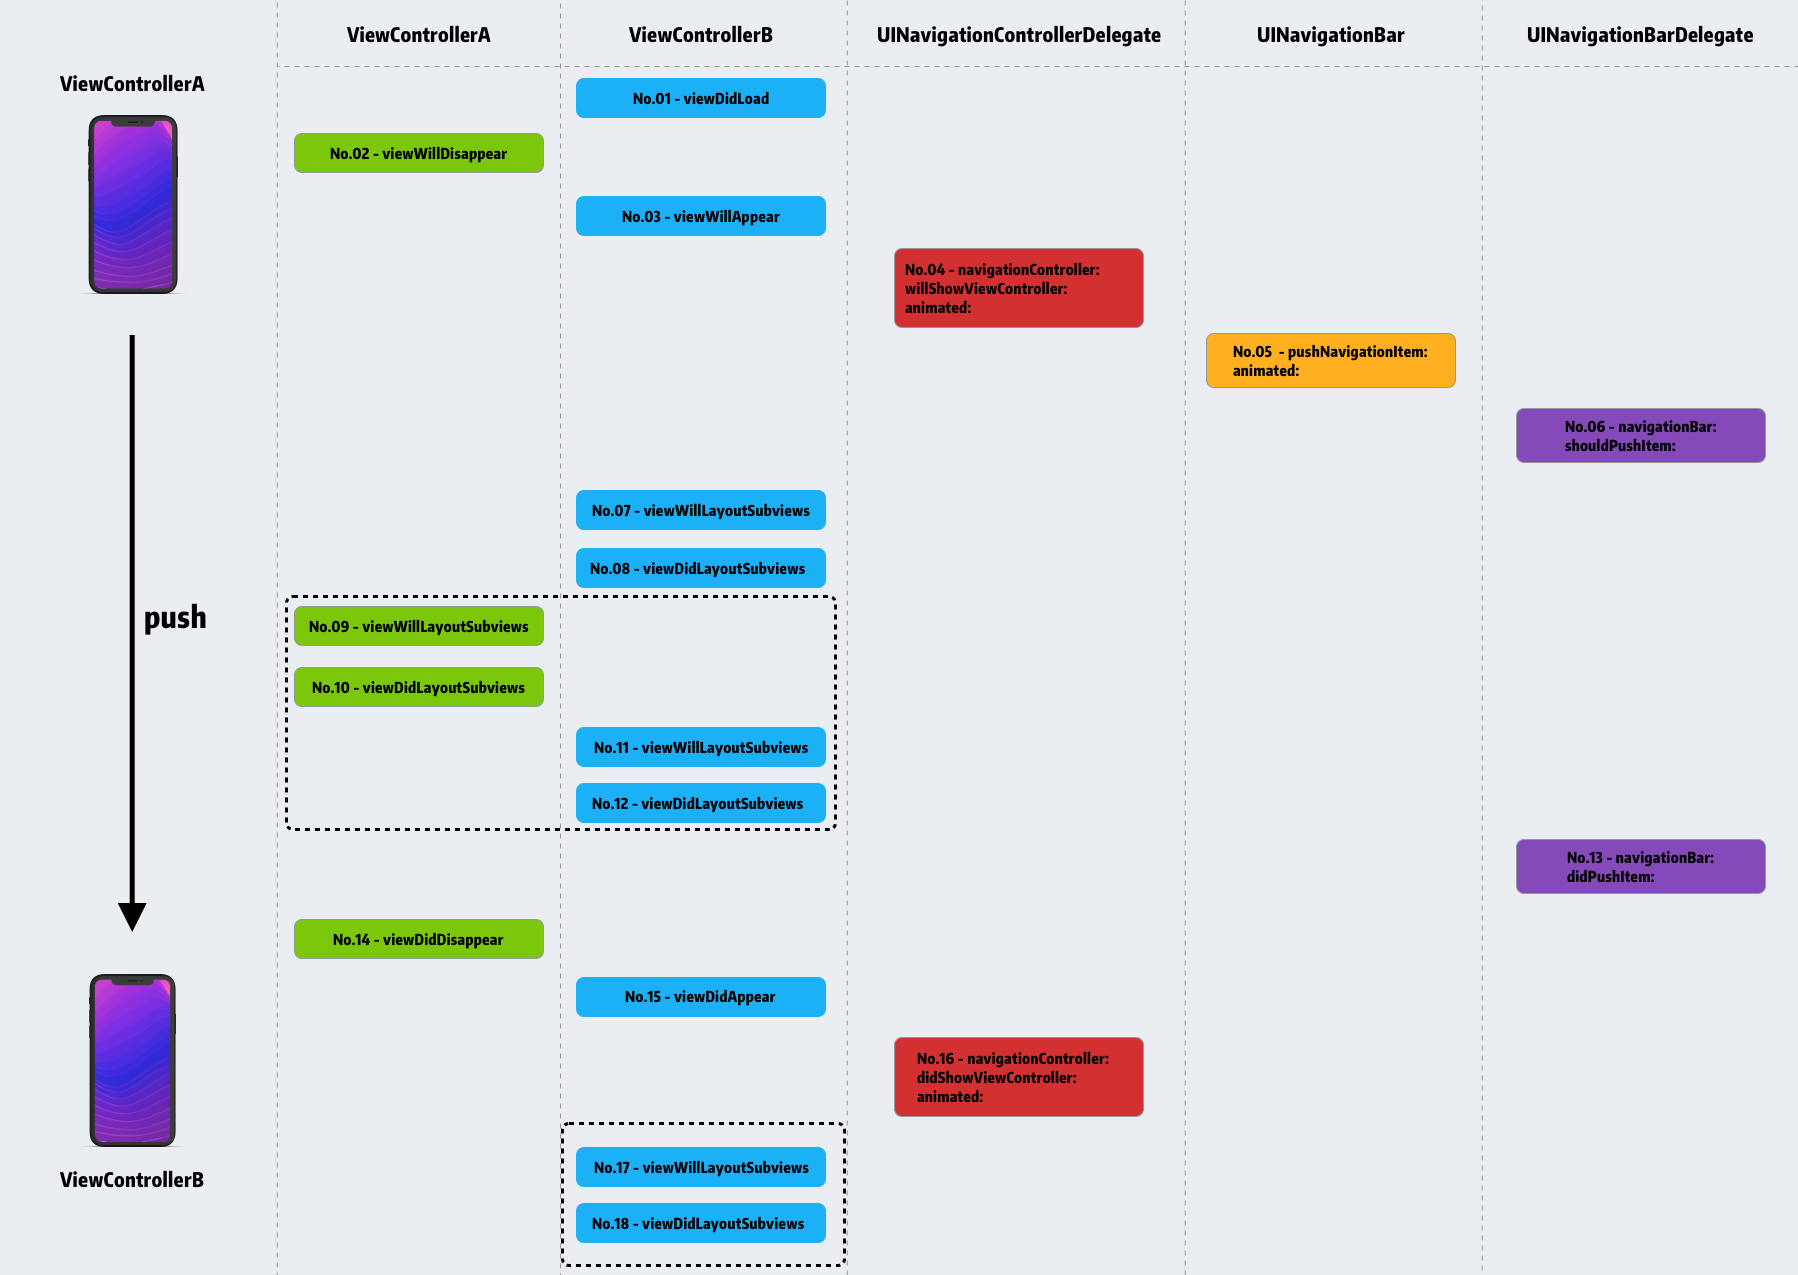 ViewControllerA
ViewControllerB
UINavigationControllerDelegate
UINavigationBar
UINavigationBarDelegate
ViewControllerA
No.01 - viewDidLoad
No.02 - viewWillDisappear
No.03 - viewWillAppear
No.04 - navigationController:
willShowViewController:
animated:
No.05 - pushNavigationItem:
animated:
No.06 - navigationBar:
shouldPushItem:
No.07 - viewWillLayoutSubviews
No.08 - viewDidLayoutSubviews
push
No.09 - viewWillLayoutSubviews
No.10 - viewDidLayoutSubviews
No.11 - viewWillLayoutSubviews
No.12 - viewDidLayoutSubviews
No.13 - navigationBar:
didPushItem:
No.14 - viewDidDisappear
No.15 - viewDidAppear
No.16 - navigationController:
didShowViewController:
animated:
No.17 - viewWillLayoutSubviews
ViewControllerB
No.18 - viewDidLayoutSubviews